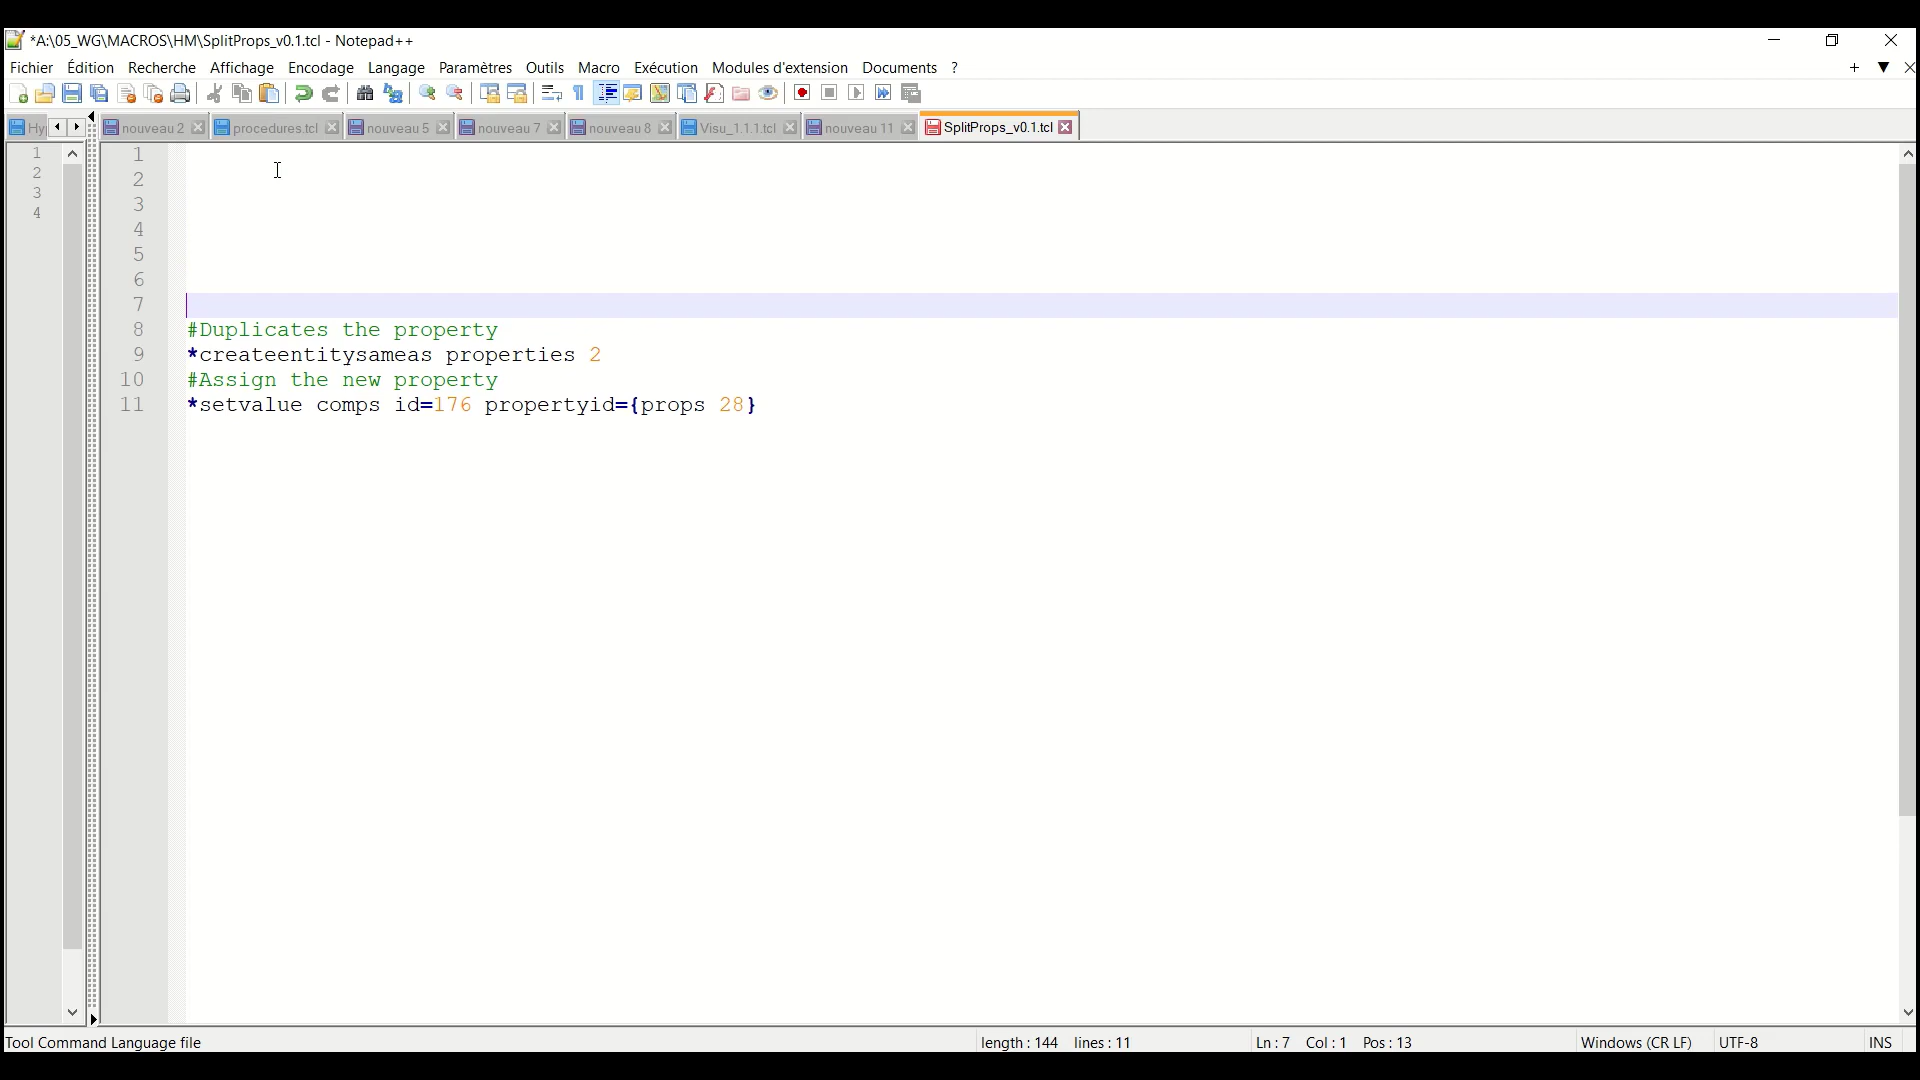 *A:\05_WG\MACROS\HM\SplitProps_v0.1.tcl - Notepad++
Fichier Édition Recherche Affichage Encodage Langage Paramètres Outils Macro Exécution Modules d'extension Documents ?
Hy nouveau 2 procedures.tcl nouveau 5 nouveau 7 nouveau 8 Visu_1.1.1.tcl nouveau 11 SplitProps_v0.1.tcl
1
2
3
4
1
2
3
4
5
6
7
8 #Duplicates the property
9 *createentitysameas properties 2
10 #Assign the new property
11 *setvalue comps id=176 propertyid={props 28}
Tool Command Language file length : 144 lines : 11 Ln : 7 Col : 1 Pos : 13 Windows (CR LF) UTF-8 INS